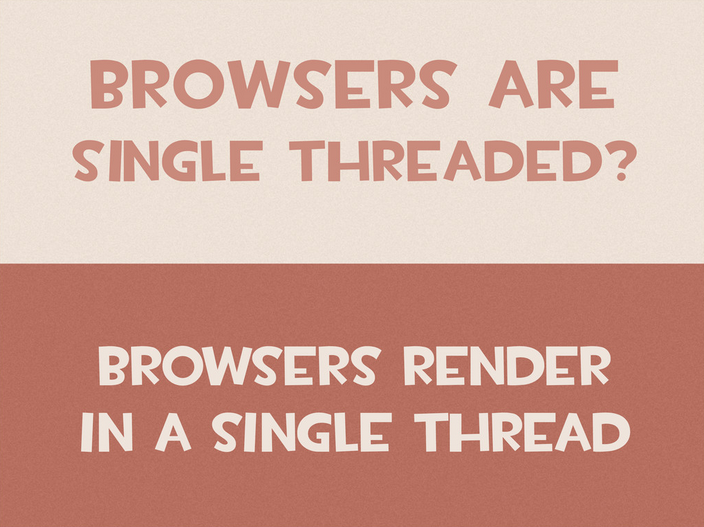 BROWSERS ARE
SINGLE THREADED?
BROWSERS RENDER
IN A SINGLE THREAD